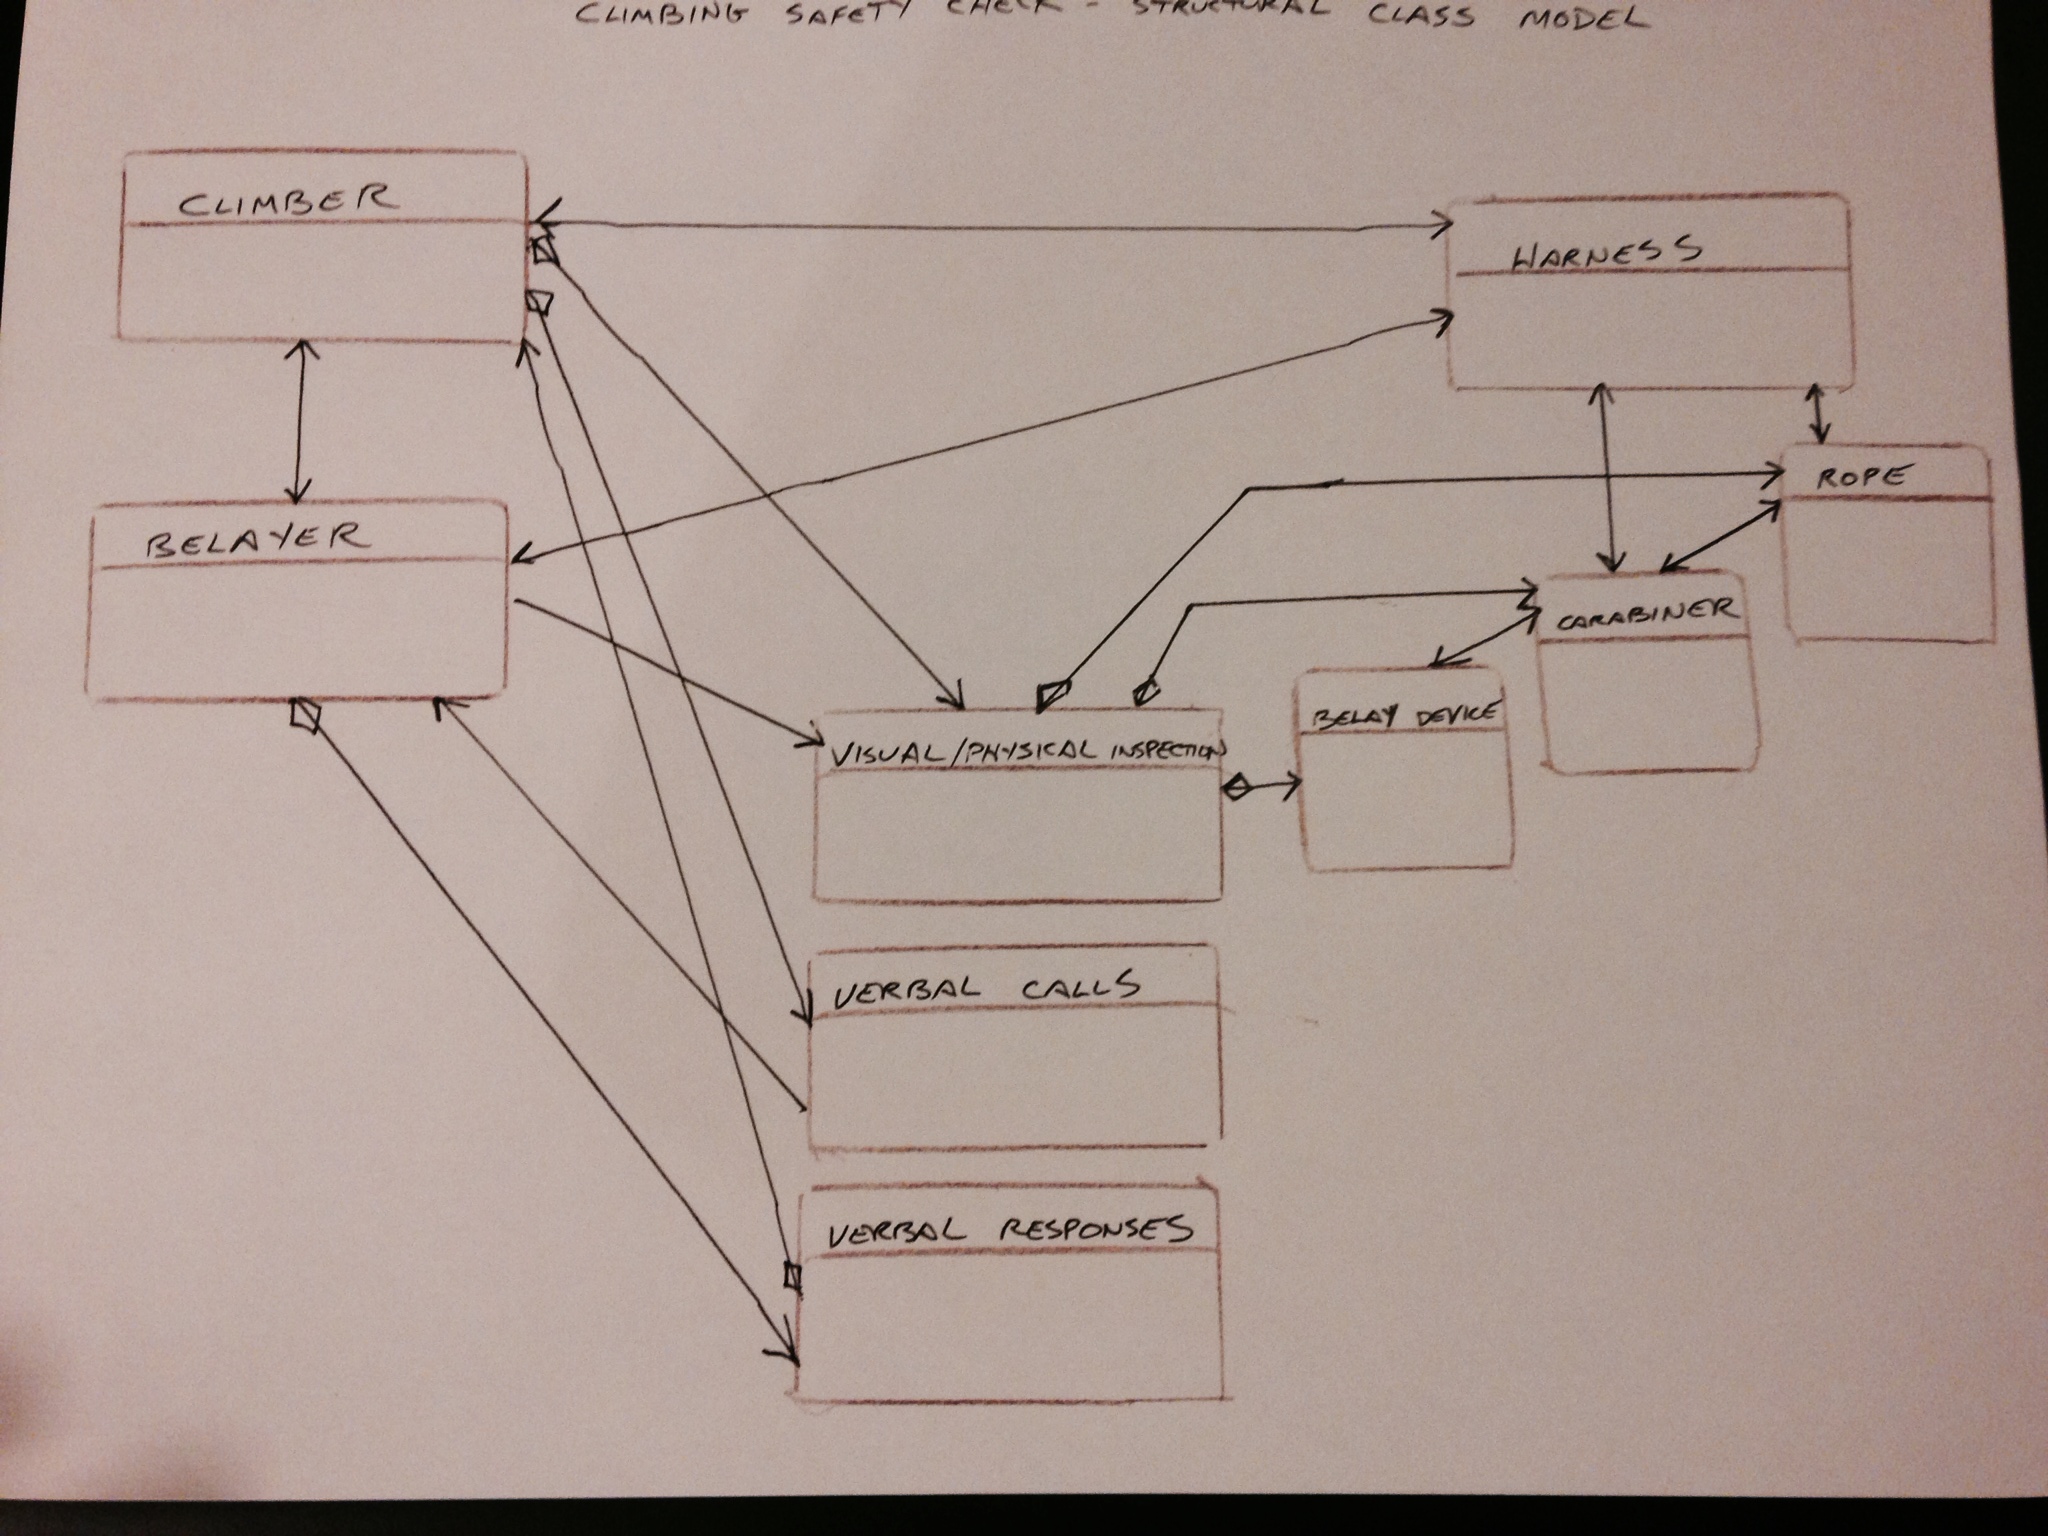 CLIMBING SAFETY CHECK - STRUCTURAL CLASS MODEL
CLIMBER
HARNESS
ROPE
BELAYER
CARABINER
BELAY DEVICE
VISUAL/PHYSICAL INSPECTION
VERBAL CALLS
VERBAL RESPONSES